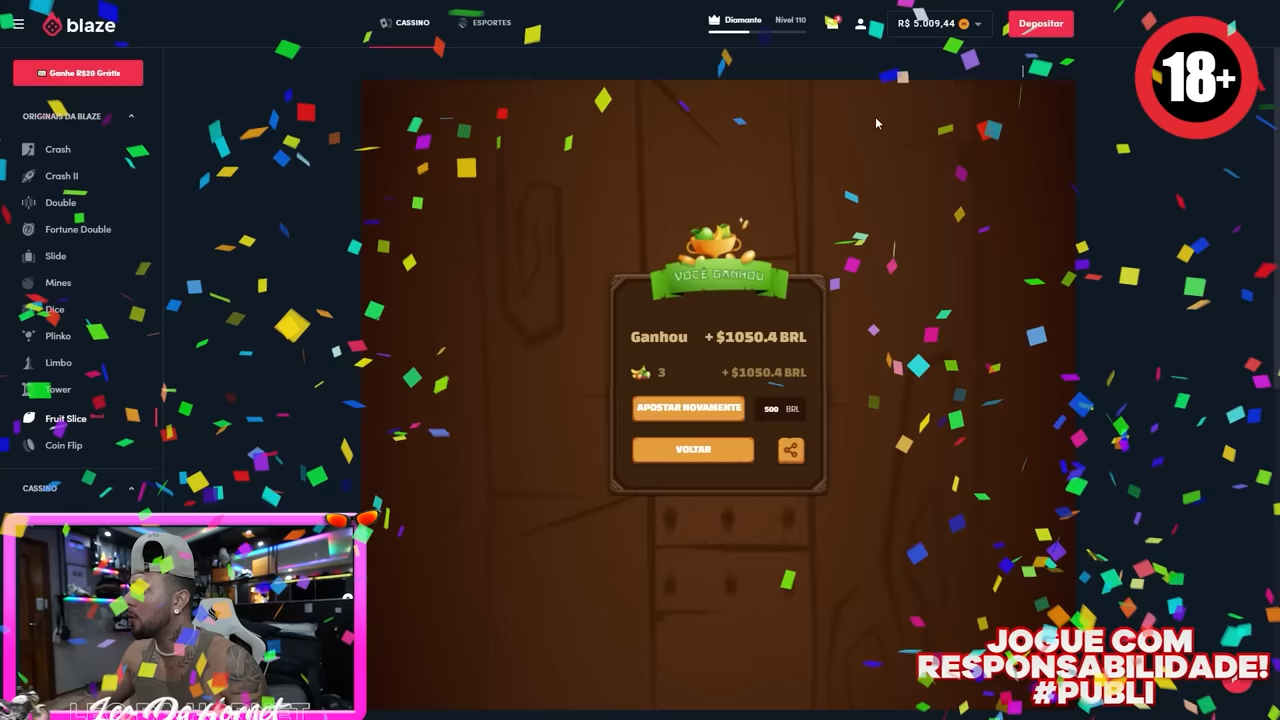 blaze
CASSINO
ESPORTES
Diamante
Nível 110
R$ 5.009,44
Depositar
18+
Ganhe R$20 Grátis
ORIGINAIS DA BLAZE
Crash
Crash II
Double
Fortune Double
Slide
Mines
Dice
Plinko
Limbo
Tower
Fruit Slice
Coin Flip
CASSINO
VOCÊ GANHOU
Ganhou + $1050.4 BRL
3 + $1050.4 BRL
APOSTAR NOVAMENTE
500 BRL
VOLTAR
JOGUE COM
RESPONSABILIDADE!
#PUBLI